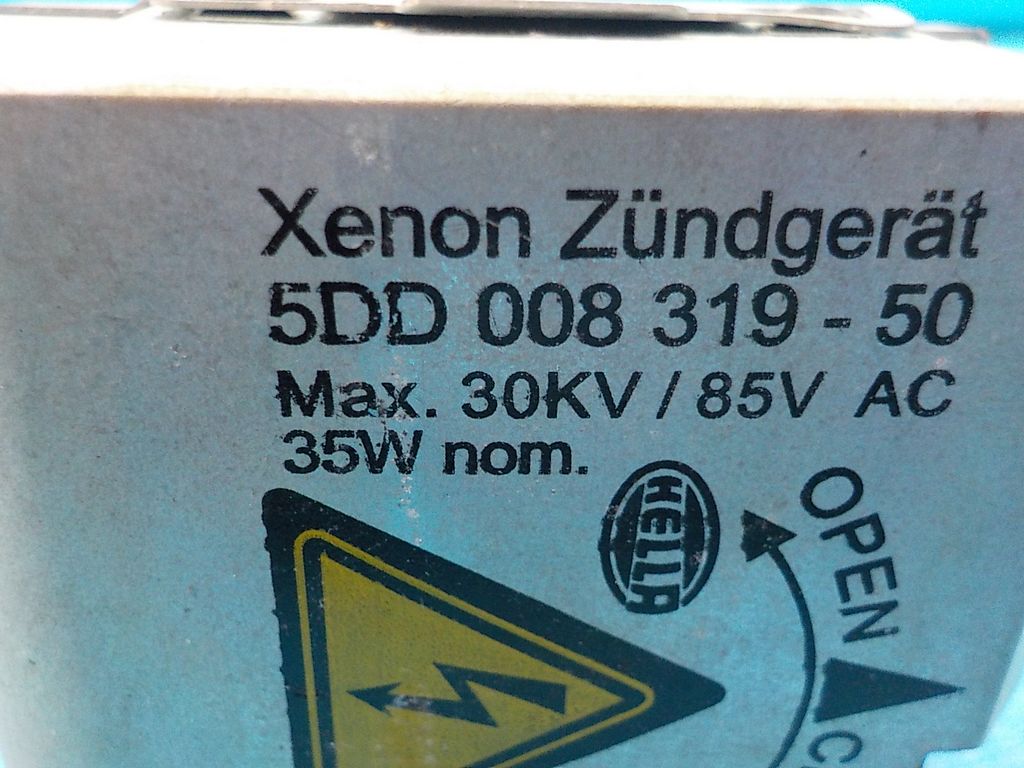 Xenon Zündgerät
5DD 008 319 - 50
Max. 30KV / 85V AC
35W nom.
HELLA
OPEN